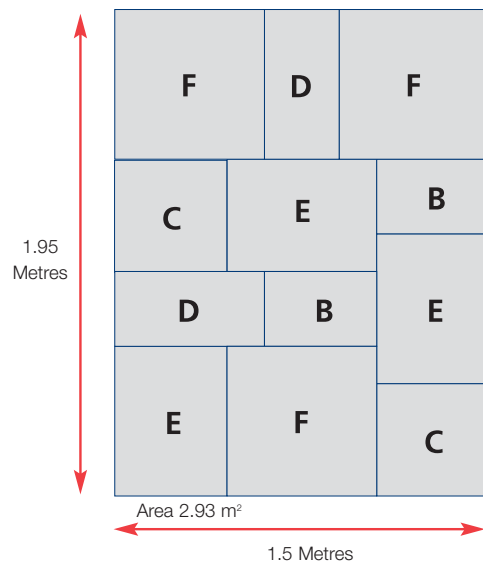 F D F
C E B
1.95
Metres
D B E
E F C
Area 2.93 m²
1.5 Metres